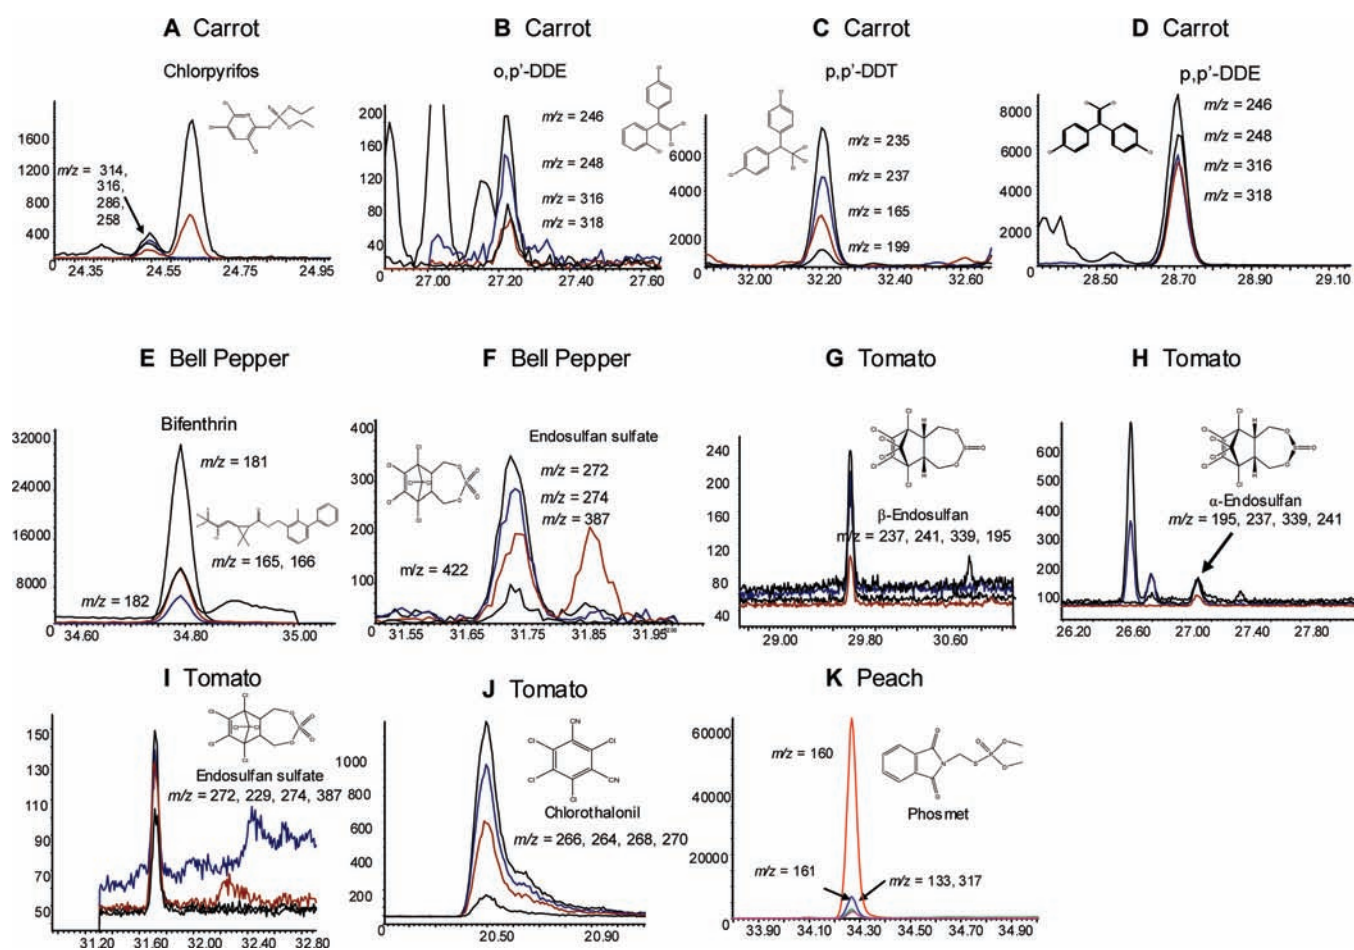 A Carrot
Chlorpyrifos
1600
1200
800
400
0
m/z = 314,
316,
286,
258
24.35 24.55 24.75 24.95
B Carrot
o,p'-DDE
200
160
120
80
40
0
m/z = 246
m/z = 248
m/z = 316
m/z = 318
27.00 27.20 27.40 27.60
C Carrot
p,p'-DDT
6000
4000
2000
m/z = 235
m/z = 237
m/z = 165
m/z = 199
32.00 32.20 32.40 32.60
D Carrot
p,p'-DDE
8000
6000
4000
2000
0
m/z = 246
m/z = 248
m/z = 316
m/z = 318
28.50 28.70 28.90 29.10
E Bell Pepper
Bifenthrin
32000
24000
16000
8000
0
m/z = 181
m/z = 165, 166
m/z = 182
34.60 34.80 35.00
F Bell Pepper
Endosulfan sulfate
400
300
200
100
0
m/z = 272
m/z = 274
m/z = 387
m/z = 422
31.55 31.65 31.75 31.85 31.95
G Tomato
β-Endosulfan
m/z = 237, 241, 339, 195
240
200
160
120
80
40
29.00 29.80 30.60
H Tomato
α-Endosulfan
m/z = 195, 237, 339, 241
600
500
400
300
200
100
26.20 26.60 27.00 27.40 27.80
I Tomato
Endosulfan sulfate
m/z = 272, 229, 274, 387
150
130
110
90
70
50
31.20 31.60 32.00 32.40 32.80
J Tomato
Chlorothalonil
m/z = 266, 264, 268, 270
1000
800
600
400
200
0
20.50 20.90
CN
Cl
Cl
Cl
CN
Cl
K Peach
Phosmet
60000
40000
20000
0
m/z = 160
m/z =
161
m/z = 133, 317
33.90 34.10 34.30 34.50 34.70 34.90